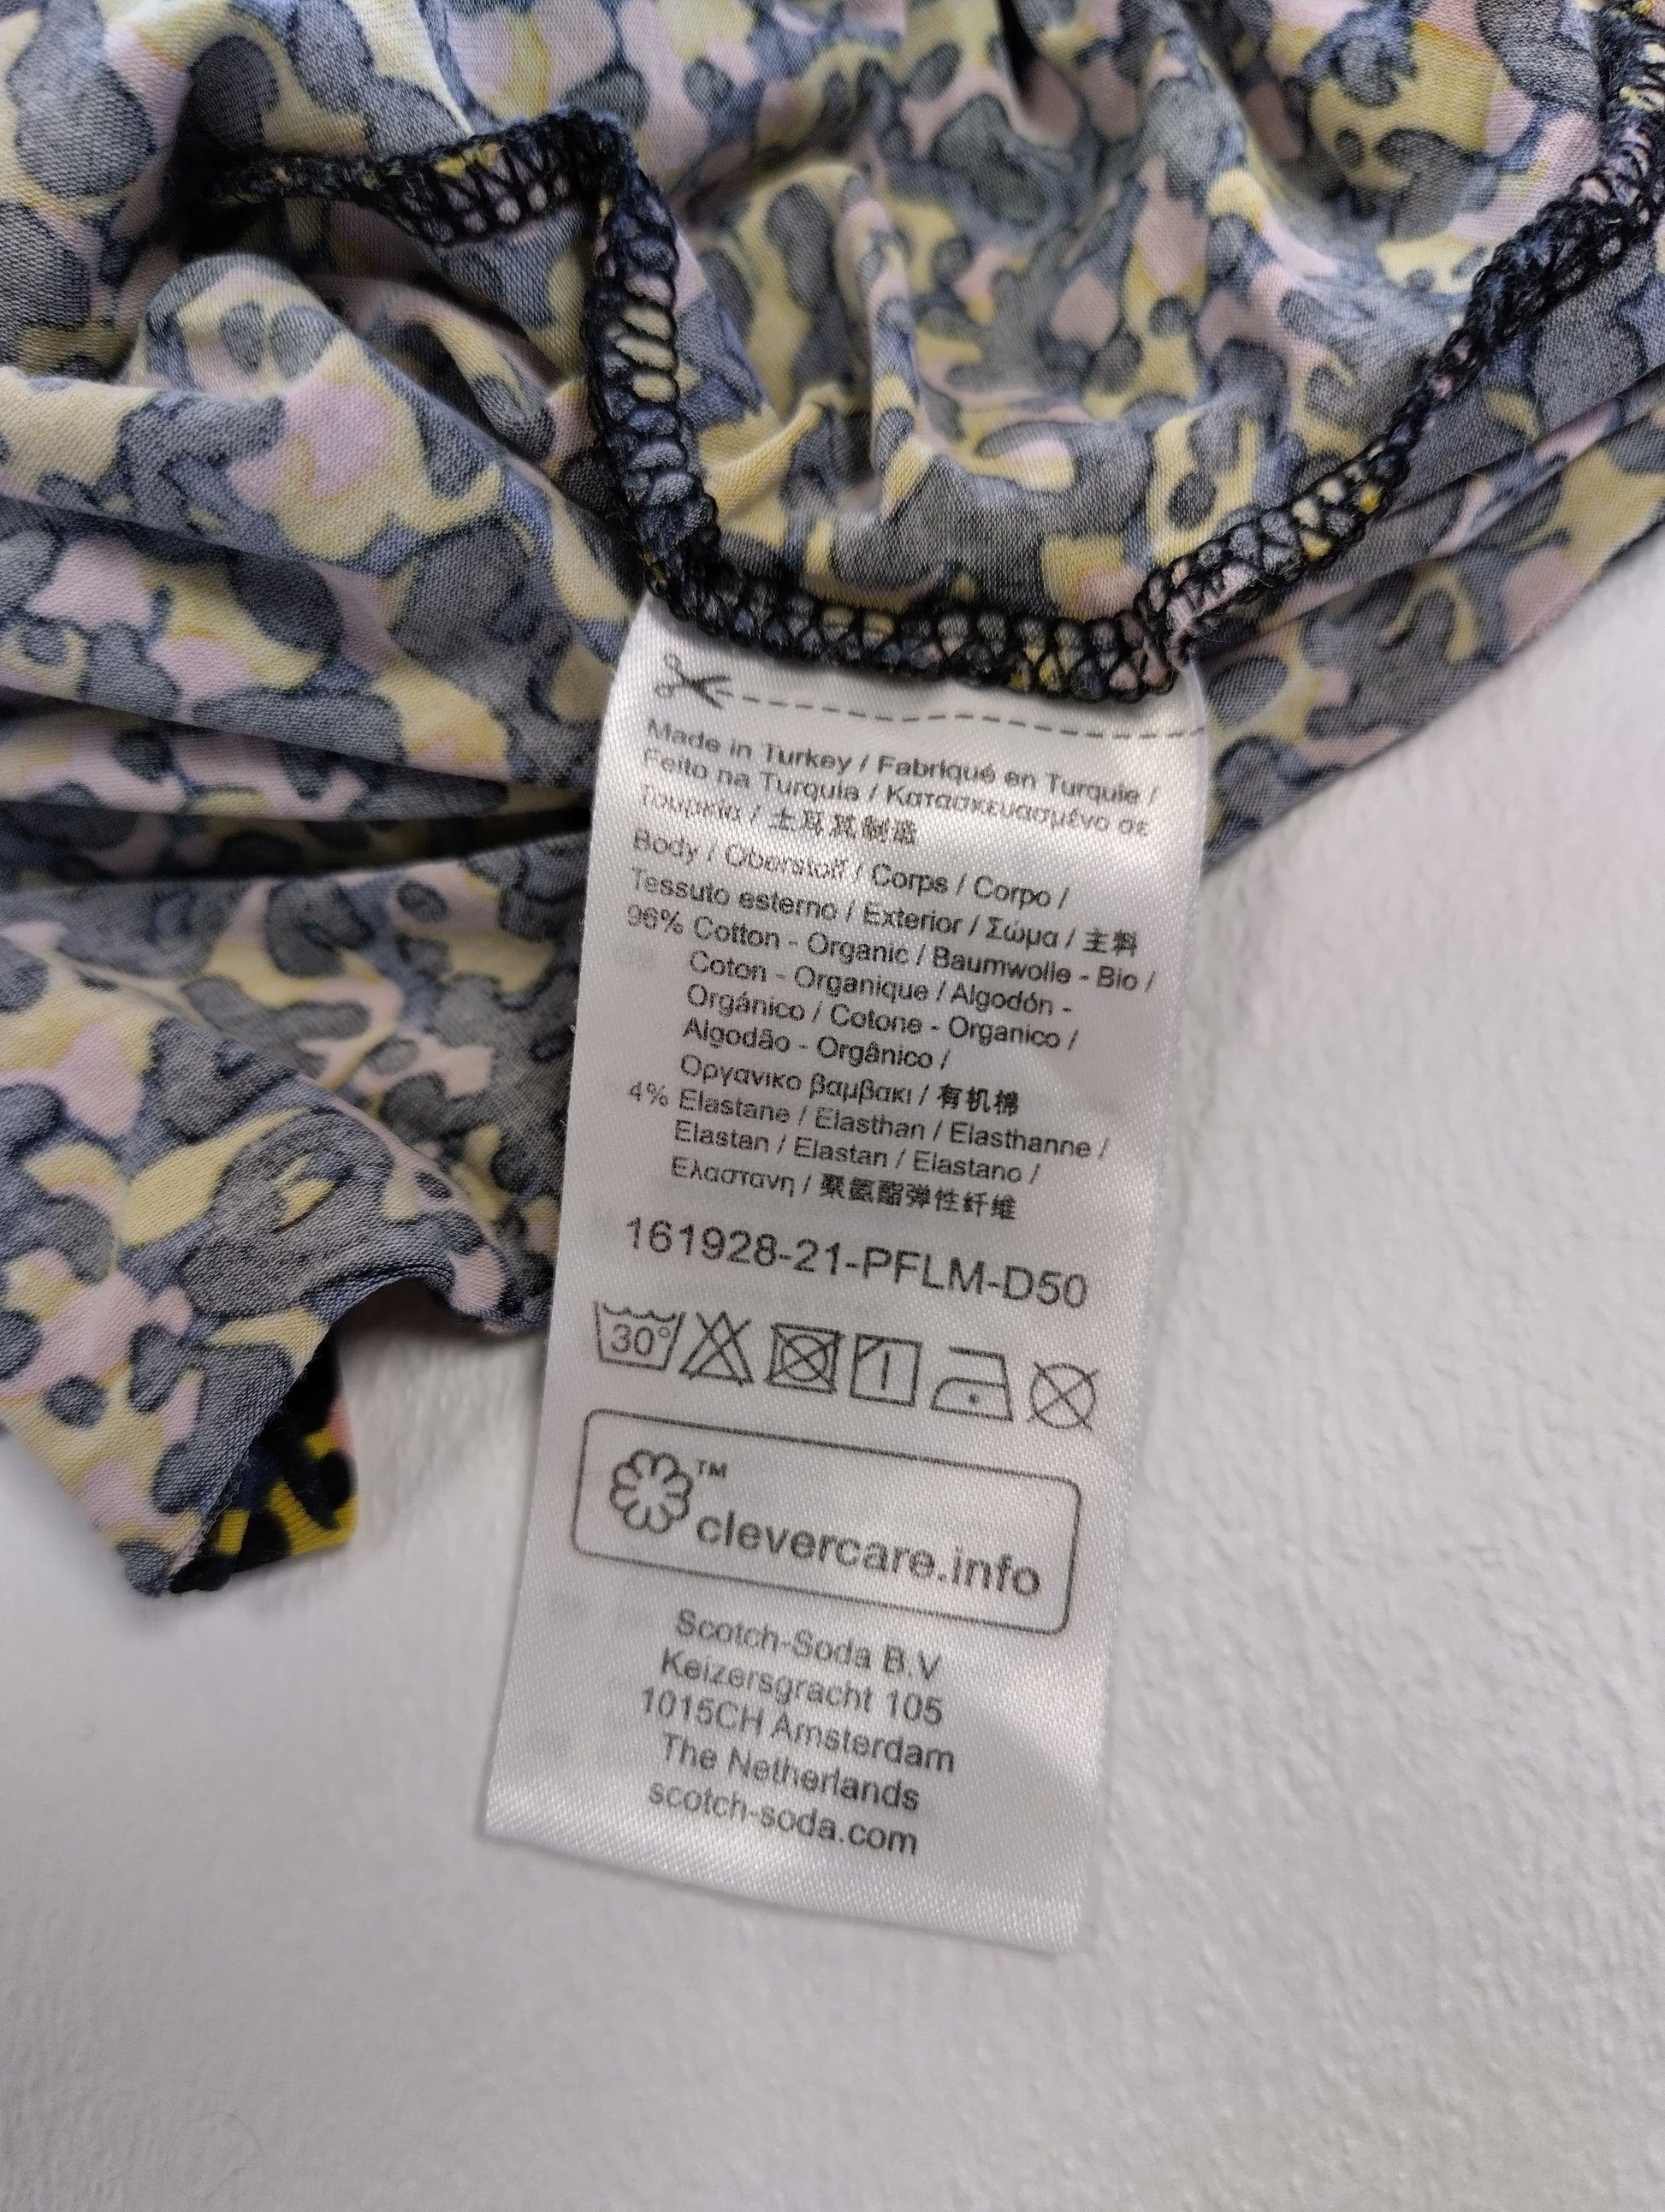 Made in Turkey / Fabriqué en Turquie /
Feito na Turquia / Κατασκευασμένο σε
Τουρκία / 土耳其制造
Body / Oberstoff / Corps / Corpo /
Tessuto esterno / Exterior / Σώμα / 主料
96% Cotton - Organic / Baumwolle - Bio /
Coton - Organique / Algodón -
Orgánico / Cotone - Organico /
Algodão - Orgânico /
Οργανικο βαμβακι / 有机棉
4% Elastane / Elasthan / Elasthanne /
Elastan / Elastan / Elastano /
Ελαστανη / 聚氨酯弹性纤维
161928-21-PFLM-D50
30°
TM
clevercare.info
Scotch-Soda B.V
Keizersgracht 105
1015CH Amsterdam
The Netherlands
scotch-soda.com